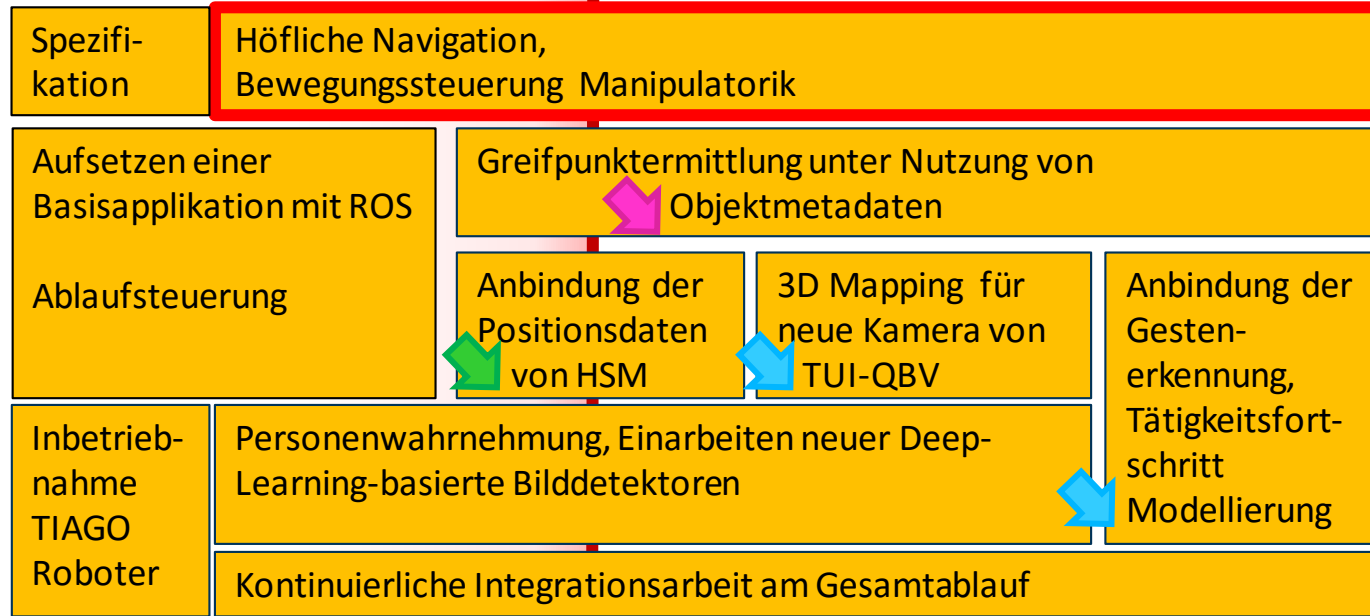 Spezifi-
kation
Höfliche Navigation,
Bewegungssteuerung Manipulatorik
Aufsetzen einer
Basisapplikation mit ROS
Ablaufsteuerung
Greifpunktermittlung unter Nutzung von
Objektmetadaten
Anbindung der
Positionsdaten
von HSM
3D Mapping für
neue Kamera von
TUI-QBV
Anbindung der
Gesten-
erkennung,
Tätigkeitsfort-
schritt
Modellierung
Inbetrieb-
nahme
TIAGO
Roboter
Personenwahrnehmung, Einarbeiten neuer Deep-
Learning-basierte Bilddetektoren
Kontinuierliche Integrationsarbeit am Gesamtablauf